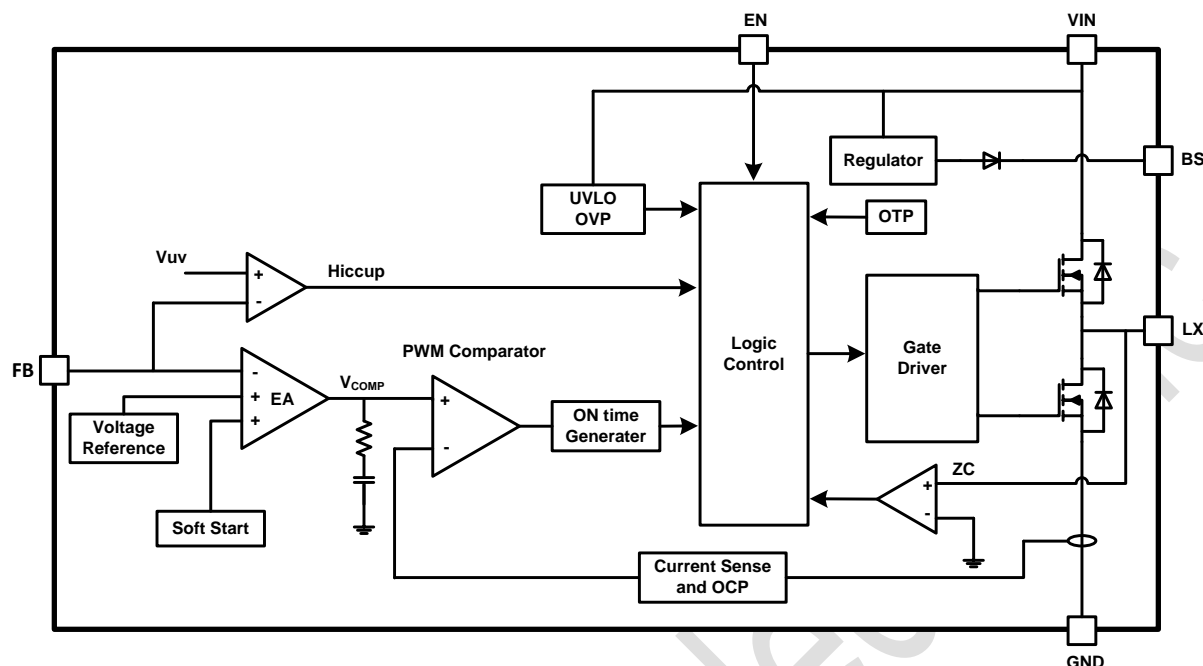 EN
VIN
Regulator
BS
UVLO
OVP
OTP
Vuv
+
-
Hiccup
Logic
Control
Gate
Driver
LX
FB
PWM Comparator
-
+
+
EA
VCOMP
+
-
ON time
Generater
Voltage
Reference
Soft Start
ZC
+
-
Current Sense
and OCP
GND